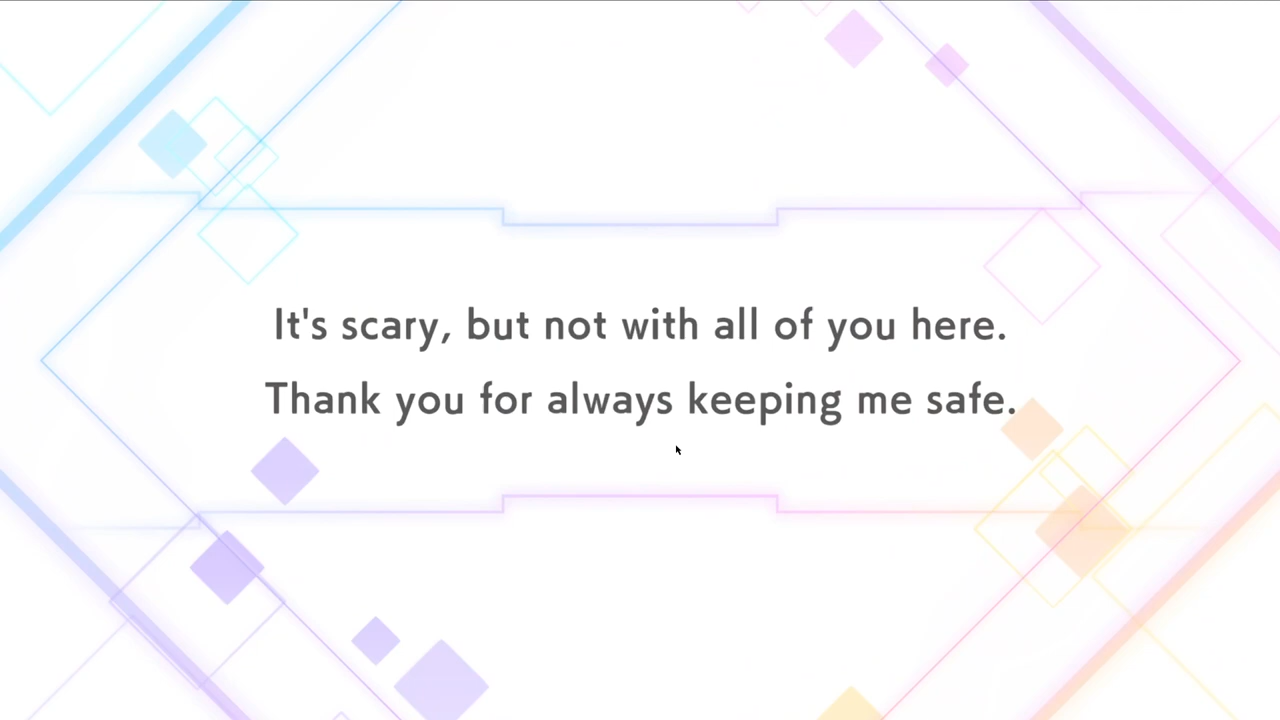 It's scary, but not with all of you here.
Thank you for always keeping me safe.